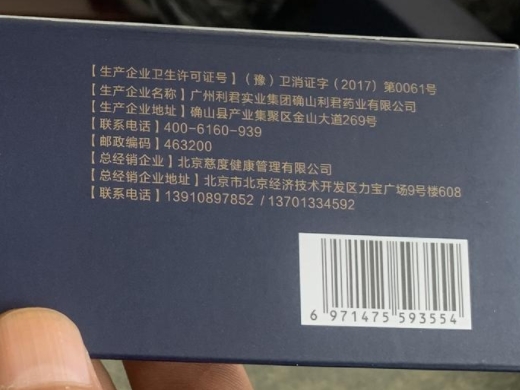 【生产企业卫生许可证号】(豫)卫消证字(2017)第0061号
【生产企业名称】广州利君实业集团确山利君药业有限公司
【生产企业地址】确山县产业集聚区金山大道269号
【联系电话】400-6160-939
【邮政编码】463200
【总经销企业】北京慈度健康管理有限公司
【总经销企业地址】北京市北京经济技术开发区力宝广场9号楼608
【联系电话】13910897852 / 13701334592
6 971475 593554